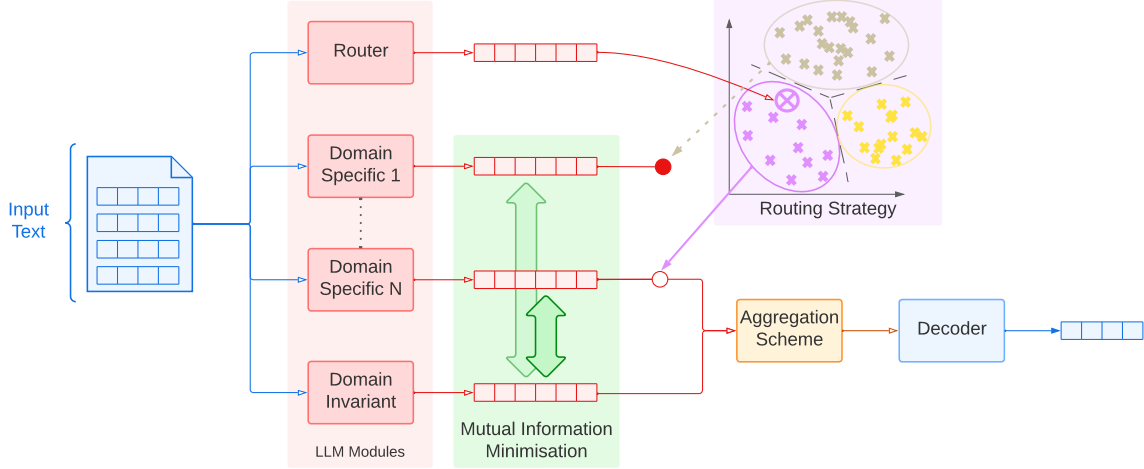 Router
Routing Strategy
Domain
Specific 1
Input
Text
Domain
Specific N
Aggregation
Scheme
Decoder
Domain
Invariant
Mutual Information
Minimisation
LLM Modules